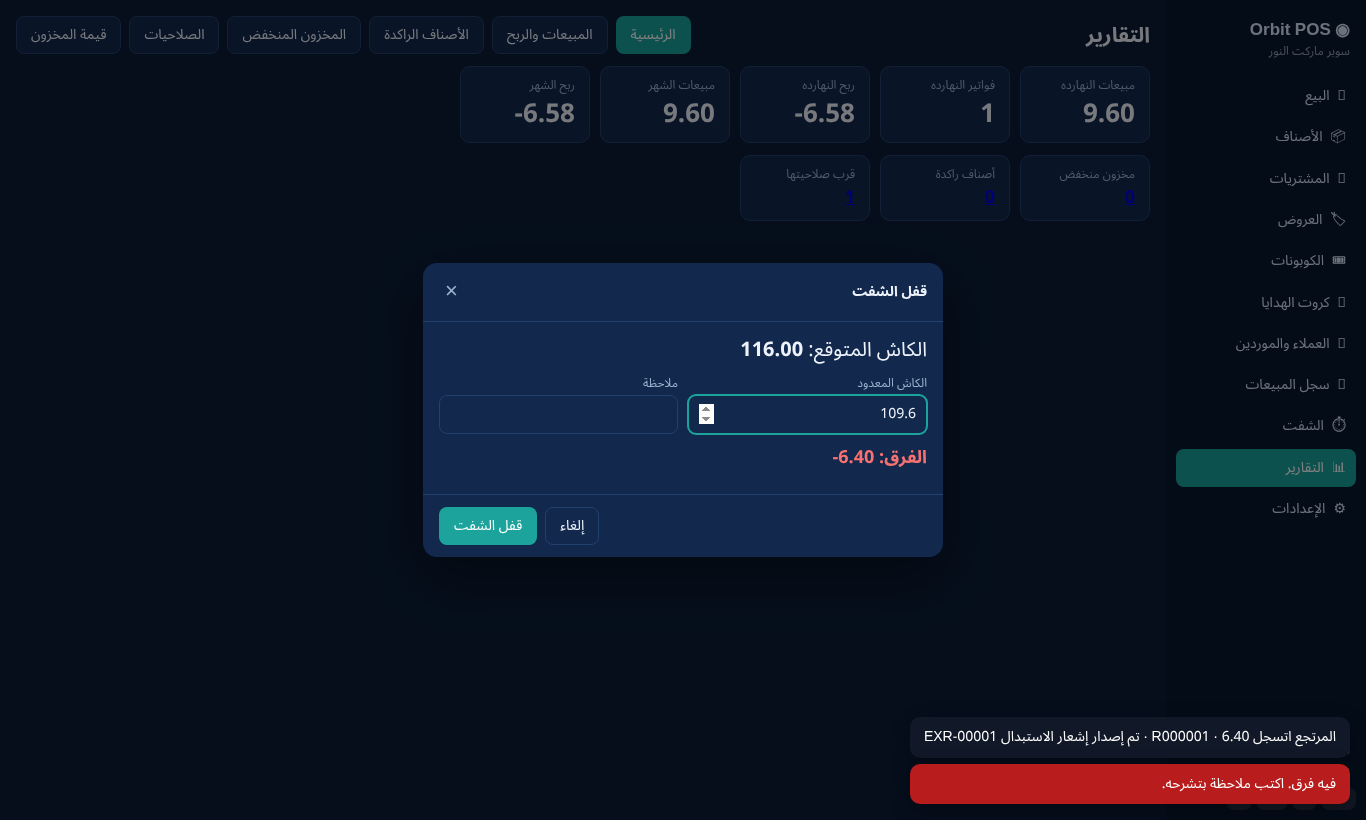 ◉ Orbit POS
سوبر ماركت النور
البيع
الأصناف
المشتريات
العروض
الكوبونات
كروت الهدايا
العملاء والموردين
سجل المبيعات
الشفت
التقارير
الإعدادات
التقارير
الرئيسية
المبيعات والربح
الأصناف الراكدة
المخزون المنخفض
الصلاحيات
قيمة المخزون
مبيعات النهارده
9.60
فواتير النهارده
1
ربح النهارده
-6.58
مبيعات الشهر
9.60
ربح الشهر
-6.58
مخزون منخفض
0
أصناف راكدة
0
قرب صلاحيتها
1
قفل الشفت
×
الكاش المتوقع: 116.00
الكاش المعدود
109.6
ملاحظة
الفرق: -6.40
إلغاء
قفل الشفت
المرتجع اتسجل R000001 · 6.40 · تم إصدار إشعار الاستبدال EXR-00001
فيه فرق. اكتب ملاحظة بتشرحه.